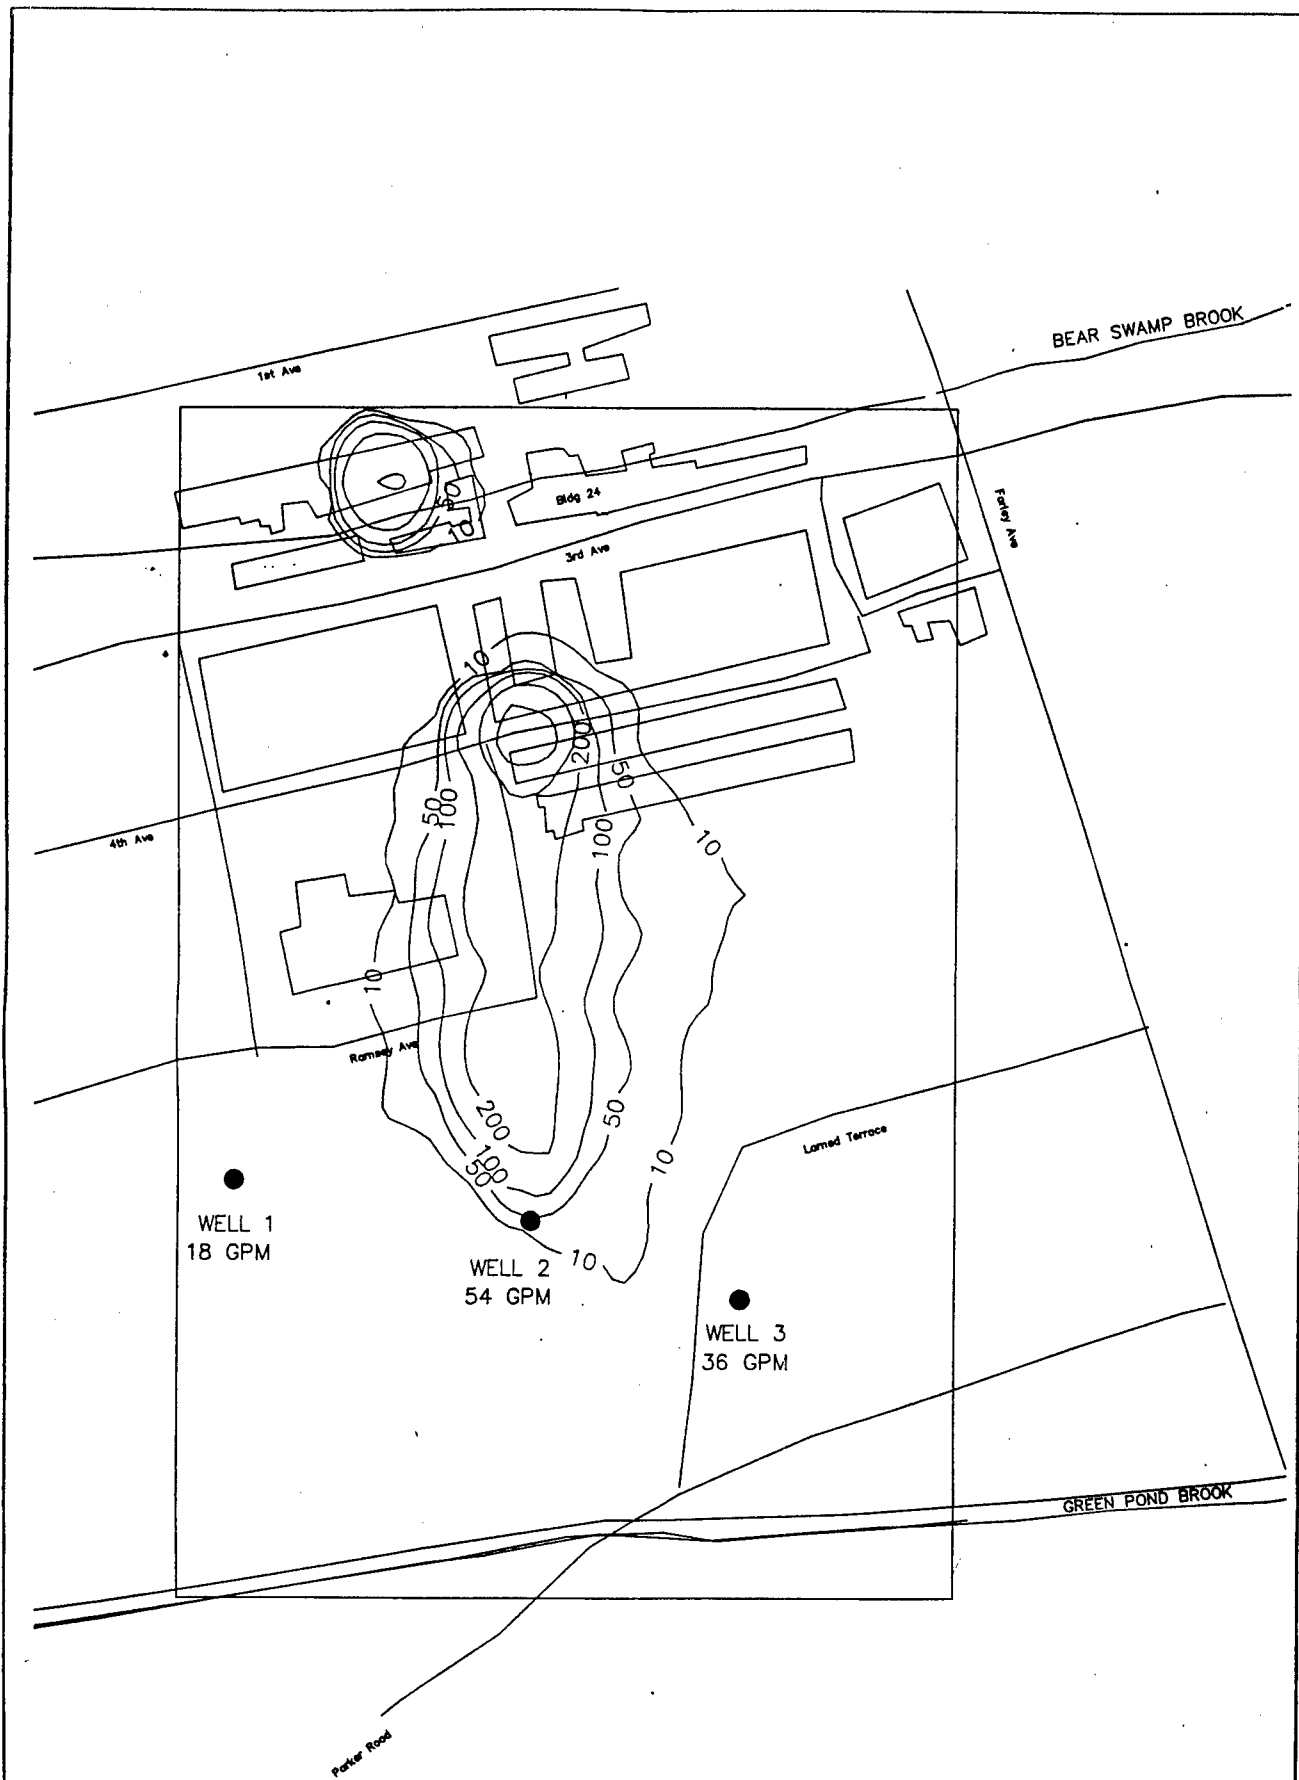 BEAR SWAMP BROOK
1st Ave
50
10
Bldg 24
Farley Ave
3rd Ave
10
200
50
50
100
100
10
4th Ave
10
Ramsey Ave
200
50
Larned Terrace
100
50
10
WELL 1
18 GPM
10
WELL 2
54 GPM
WELL 3
36 GPM
GREEN POND BROOK
Parker Road